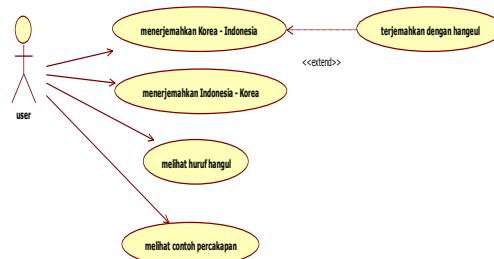 menerjemahkan Korea - Indonesia
terjemahkan dengan hangeul
<<extend>>
menerjemahkan Indonesia - Korea
user
melihat huruf hangul
melihat contoh percakapan